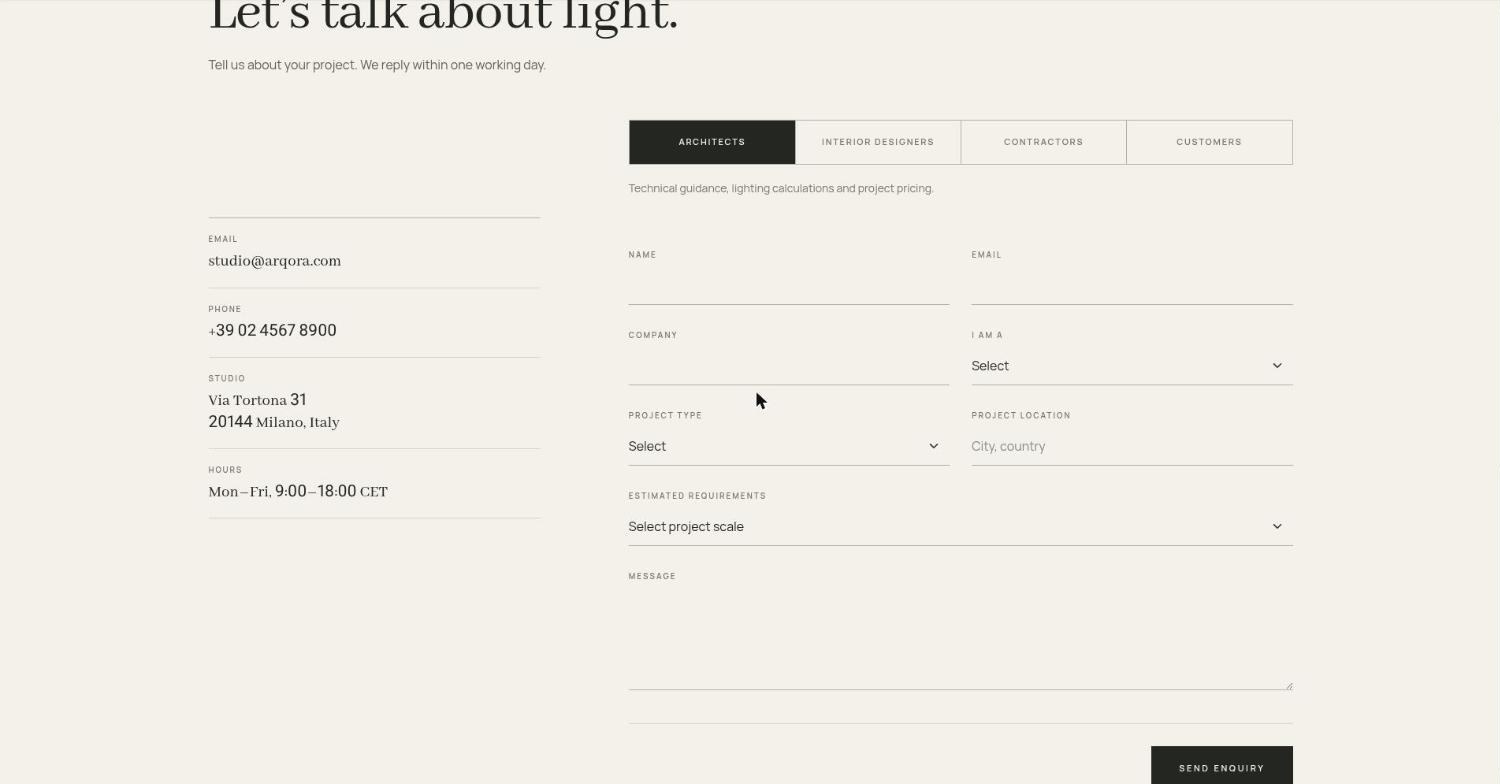 Let's talk about light.
Tell us about your project. We reply within one working day.
ARCHITECTS
INTERIOR DESIGNERS
CONTRACTORS
CUSTOMERS
Technical guidance, lighting calculations and project pricing.
EMAIL
studio@arqora.com
PHONE
+39 02 4567 8900
STUDIO
Via Tortona 31
20144 Milano, Italy
HOURS
Mon–Fri, 9:00–18:00 CET
NAME
EMAIL
COMPANY
I AM A
Select
PROJECT TYPE
Select
PROJECT LOCATION
City, country
ESTIMATED REQUIREMENTS
Select project scale
MESSAGE
SEND ENQUIRY